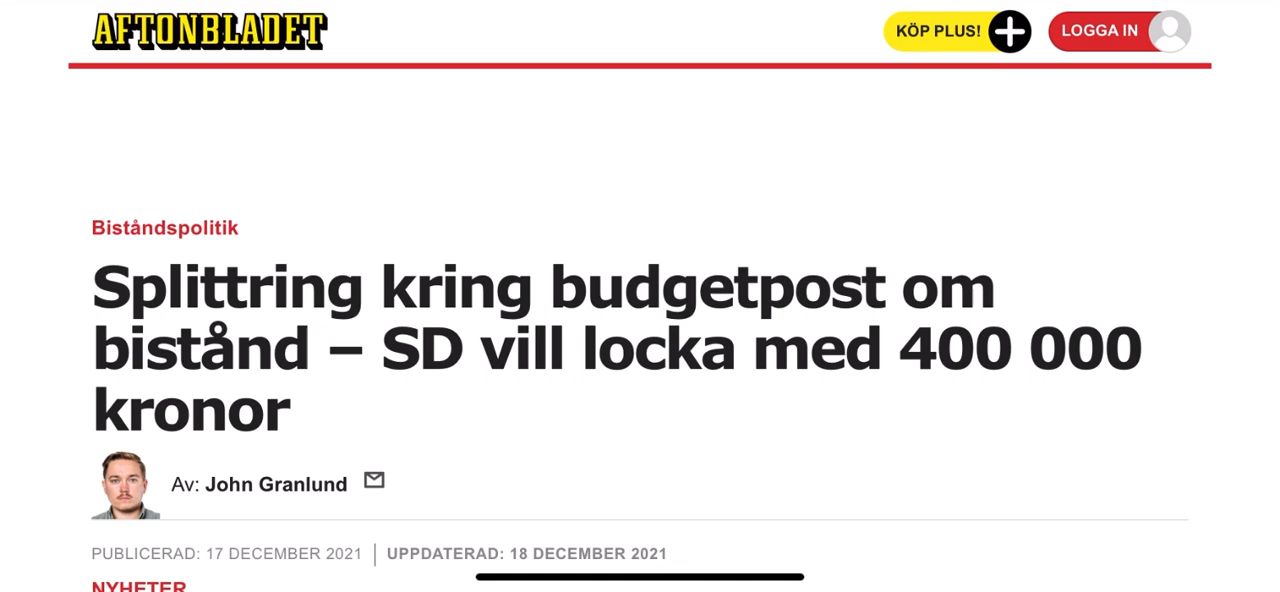 AFTONBLADET
KÖP PLUS!
LOGGA IN
Biståndspolitik
Splittring kring budgetpost om
bistånd – SD vill locka med 400 000
kronor
Av: John Granlund
PUBLICERAD: 17 DECEMBER 2021 | UPPDATERAD: 18 DECEMBER 2021
NYHETER